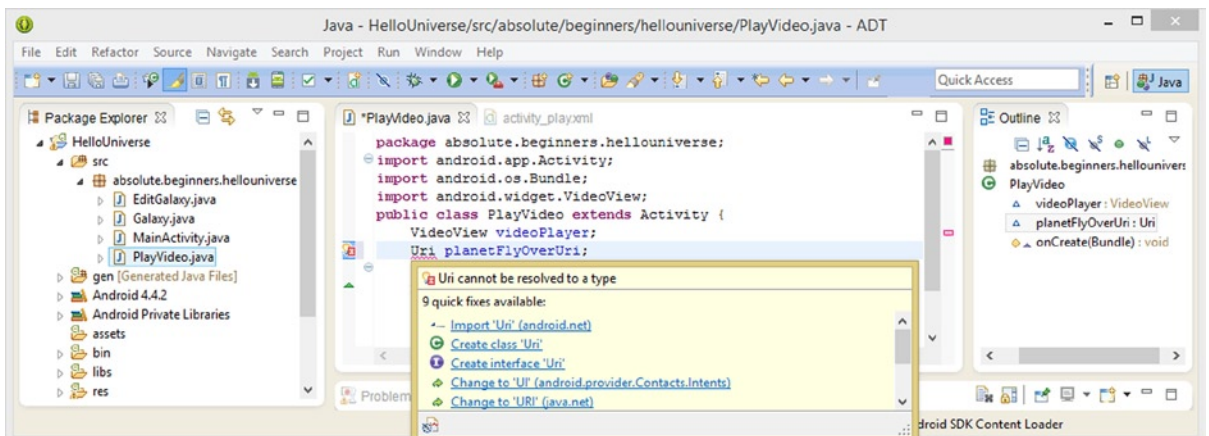 Java - HelloUniverse/src/absolute/beginners/hellouniverse/PlayVideo.java - ADT
File Edit Refactor Source Navigate Search Project Run Window Help
Quick Access
Java
Package Explorer
HelloUniverse
src
absolute.beginners.hellouniverse
EditGalaxy.java
Galaxy.java
MainActivity.java
PlayVideo.java
gen [Generated Java Files]
Android 4.4.2
Android Private Libraries
assets
bin
libs
res
*PlayVideo.java activity_play.xml
package absolute.beginners.hellouniverse;
import android.app.Activity;
import android.os.Bundle;
import android.widget.VideoView;
public class PlayVideo extends Activity {
VideoView videoPlayer;
Uri planetFlyOverUri;
Uri cannot be resolved to a type
9 quick fixes available:
Import 'Uri' (android.net)
Create class 'Uri'
Create interface 'Uri'
Change to 'UI' (android.provider.Contacts.Intents)
Change to 'URI' (java.net)
Problem
Outline
absolute.beginners.hellounivers
PlayVideo
videoPlayer : VideoView
planetFlyOverUri : Uri
onCreate(Bundle) : void
droid SDK Content Loader